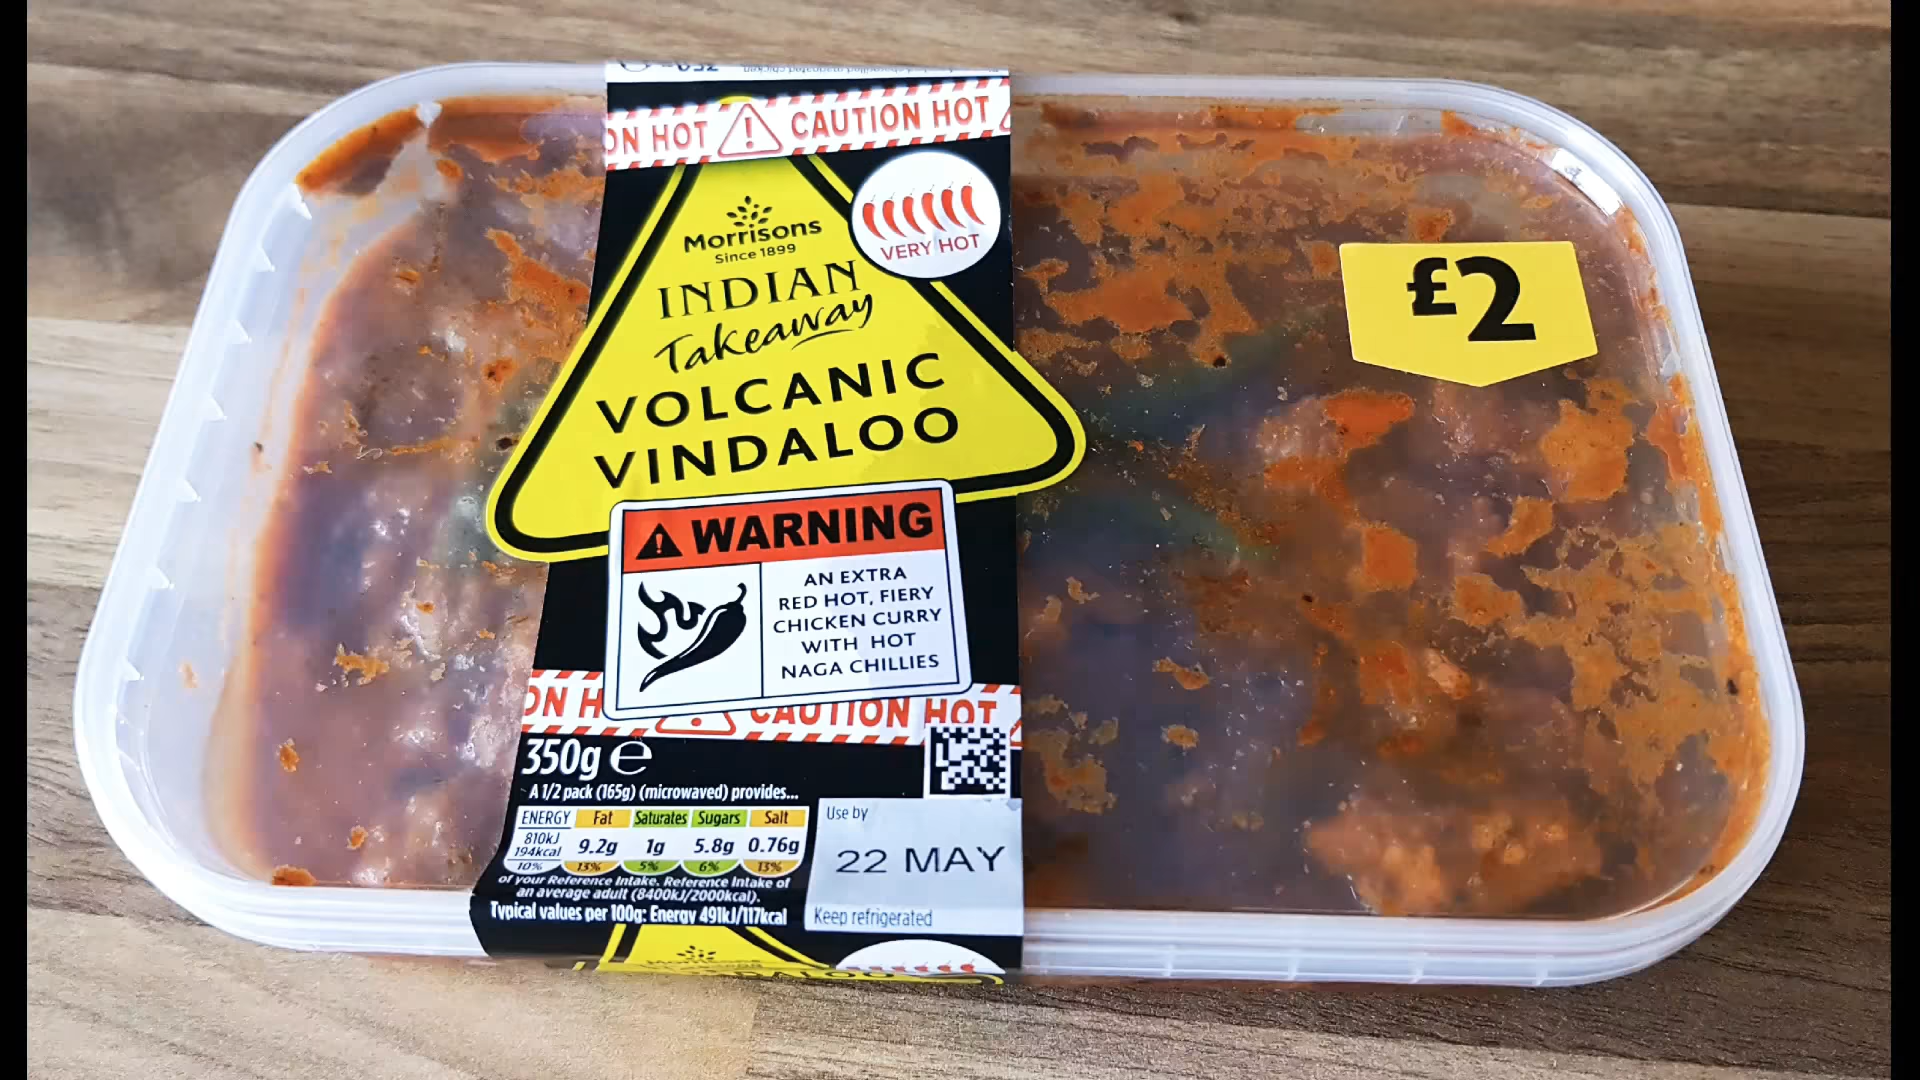 ON HOT CAUTION HOT
VERY HOT
Morrisons
Since 1899
INDIAN
Takeaway
VOLCANIC
VINDALOO
£2
WARNING
AN EXTRA
RED HOT, FIERY
CHICKEN CURRY
WITH HOT
NAGA CHILLIES
ON H CAUTION HOT
350g e
A 1/2 pack (165g) (microwaved) provides...
ENERGY Fat Saturates Sugars Salt
810kJ
194kcal 9.2g 1g 5.8g 0.76g
10% 13% 5% 6% 13%
of your Reference Intake. Reference Intake of
an average adult (8400kJ/2000kcal).
Typical values per 100g: Energy 491kJ/117kcal
Use by
22 MAY
Keep refrigerated